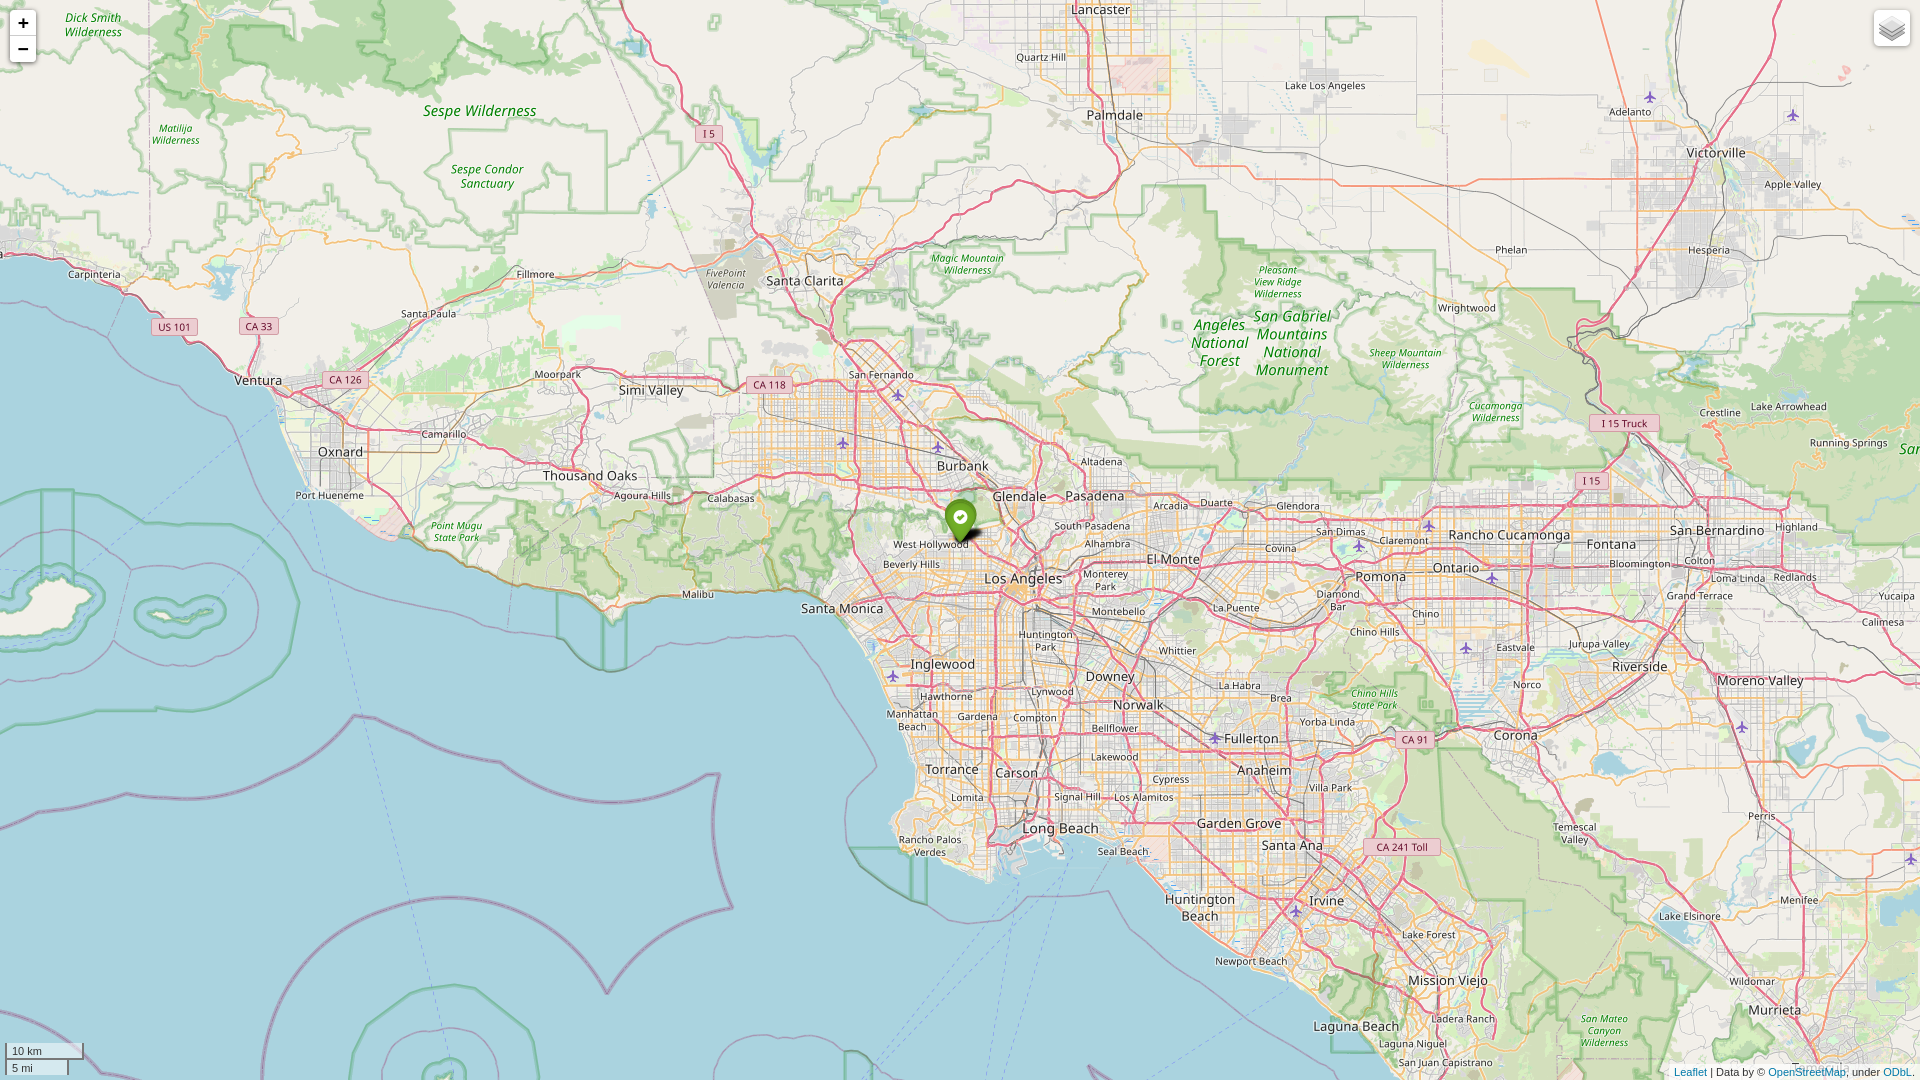 Dick Smith
Wilderness
Lancaster
+
−
Quartz Hill
Lake Los Angeles
Sespe Wilderness
Palmdale
Adelanto
Matilija
Wilderness
I 5
Victorville
Sespe Condor
Sanctuary
Apple Valley
Phelan
Hesperia
Carpinteria
Fillmore
FivePoint
Valencia
Santa Clarita
Magic Mountain
Wilderness
Pleasant
View Ridge
Wilderness
Wrightwood
Santa Paula
US 101
CA 33
Angeles
National
Forest
San Gabriel
Mountains
National
Monument
Sheep Mountain
Wilderness
Ventura
CA 126
Moorpark
Simi Valley
CA 118
San Fernando
Cucamonga
Wilderness
Crestline
Lake Arrowhead
I 15 Truck
Running Springs
Camarillo
Oxnard
Thousand Oaks
Burbank
Altadena
I 15
Port Hueneme
Agoura Hills
Calabasas
Glendale
Pasadena
Arcadia
Duarte
Glendora
Point Mugu
State Park
South Pasadena
San Dimas
Claremont
Rancho Cucamonga
San Bernardino
Highland
West Hollywood
Alhambra
El Monte
Covina
Fontana
Beverly Hills
Los Angeles
Monterey
Park
Pomona
Ontario
Bloomington
Colton
Loma Linda
Redlands
Malibu
Santa Monica
Montebello
La Puente
Diamond
Bar
Chino
Grand Terrace
Yucaipa
Calimesa
Huntington
Park
Whittier
Chino Hills
Eastvale
Jurupa Valley
Riverside
Inglewood
Downey
La Habra
Brea
Norco
Moreno Valley
Hawthorne
Lynwood
Norwalk
Chino Hills
State Park
Manhattan
Beach
Gardena
Compton
Bellflower
Yorba Linda
Fullerton
CA 91
Corona
Torrance
Carson
Lakewood
Cypress
Anaheim
Villa Park
Lomita
Signal Hill
Los Alamitos
Perris
Rancho Palos
Verdes
Long Beach
Seal Beach
Garden Grove
Santa Ana
CA 241 Toll
Temescal
Valley
Huntington
Beach
Irvine
Menifee
Lake Elsinore
Lake Forest
Newport Beach
Mission Viejo
Wildomar
Murrieta
Laguna Beach
Ladera Ranch
San Mateo
Canyon
Wilderness
Laguna Niguel
San Juan Capistrano
10 km
5 mi
Leaflet | Data by © OpenStreetMap, under ODbL.